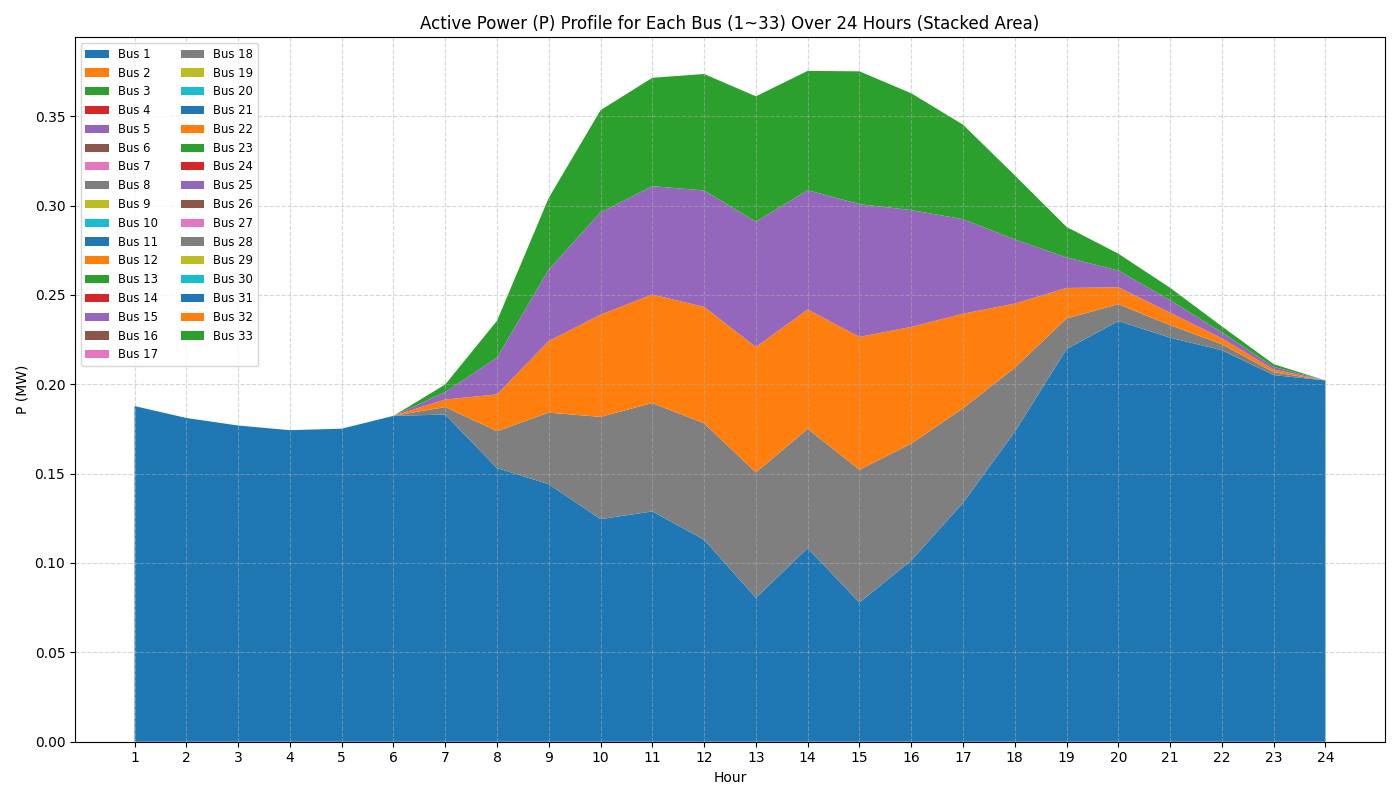 Active Power (P) Profile for Each Bus (1~33) Over 24 Hours (Stacked Area)
Bus 1
Bus 2
Bus 3
Bus 4
Bus 5
Bus 6
Bus 7
Bus 8
Bus 9
Bus 10
Bus 11
Bus 12
Bus 13
Bus 14
Bus 15
Bus 16
Bus 17
Bus 18
Bus 19
Bus 20
Bus 21
Bus 22
Bus 23
Bus 24
Bus 25
Bus 26
Bus 27
Bus 28
Bus 29
Bus 30
Bus 31
Bus 32
Bus 33
P (MW)
0.35
0.30
0.25
0.20
0.15
0.10
0.05
0.00
1 2 3 4 5 6 7 8 9 10 11 12 13 14 15 16 17 18 19 20 21 22 23 24
Hour